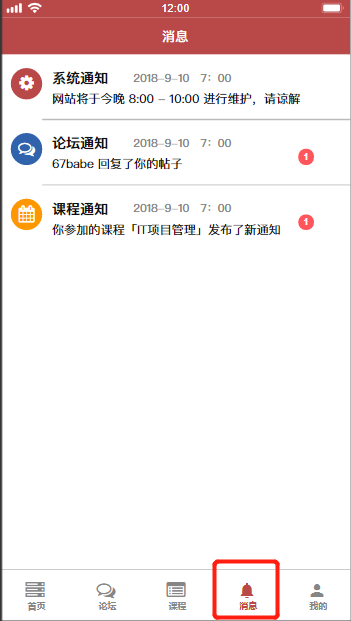 12:00
消息
系统通知 2018-9-10 7：00
网站将于今晚 8:00 - 10:00 进行维护，请谅解
论坛通知 2018-9-10 7：00
67babe 回复了你的帖子 1
课程通知 2018-9-10 7：00
你参加的课程「IT项目管理」发布了新通知 1
首页 论坛 课程 消息 我的